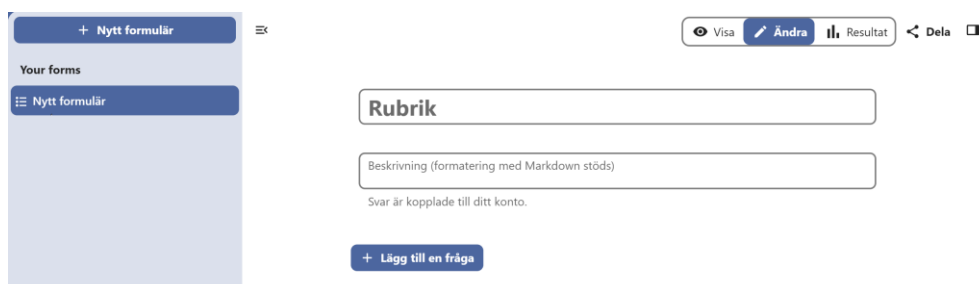 + Nytt formulär
Visa
Ändra
Resultat
Dela
Your forms
Nytt formulär
Rubrik
Beskrivning (formatering med Markdown stöds)
Svar är kopplade till ditt konto.
+ Lägg till en fråga